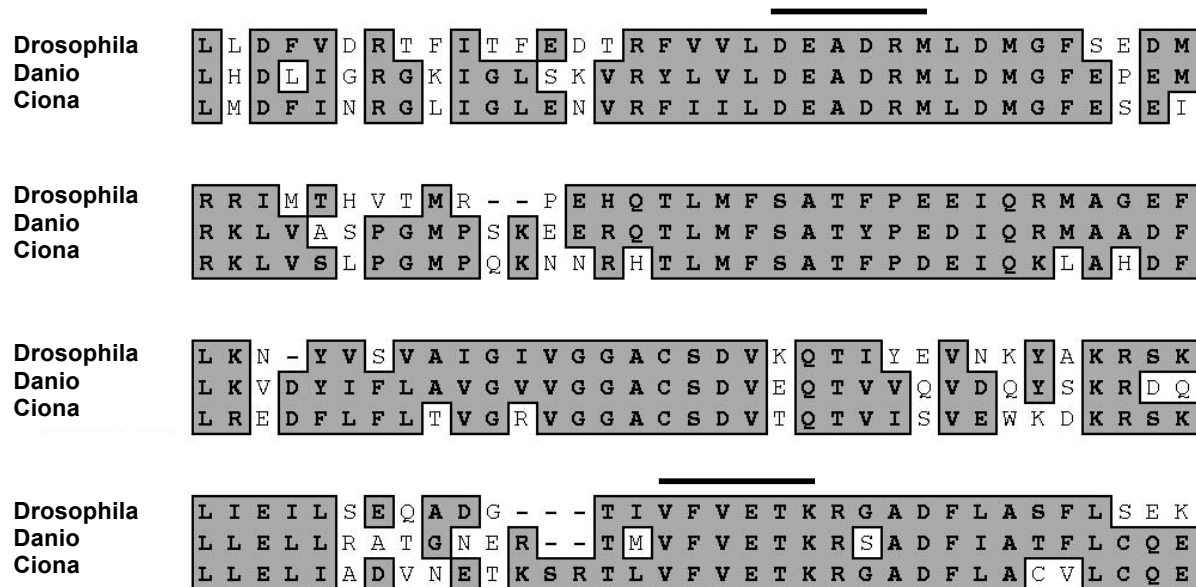 Drosophila L L D F V D R T F I T F E D T R F V V L D E A D R M L D M G F S E D M
Danio L H D L I G R G K I G L S K V R Y L V L D E A D R M L D M G F E P E M
Ciona L M D F I N R G L I G L E N V R F I I L D E A D R M L D M G F E S E I
Drosophila R R I M T H V T M R - - P E H Q T L M F S A T F P E E I Q R M A G E F
Danio R K L V A S P G M P S K E E R Q T L M F S A T Y P E D I Q R M A A D F
Ciona R K L V S L P G M P Q K N N R H T L M F S A T F P D E I Q K L A H D F
Drosophila L K N - Y V S V A I G I V G G A C S D V K Q T I Y E V N K Y A K R S K
Danio L K V D Y I F L A V G V V G G A C S D V E Q T V V Q V D Q Y S K R D Q
Ciona L R E D F L F L T V G R V G G A C S D V T Q T V I S V E W K D K R S K
Drosophila L I E I L S E Q A D G - - - T I V F V E T K R G A D F L A S F L S E K
Danio L L E L L R A T G N E R - - T M V F V E T K R S A D F I A T F L C Q E
Ciona L L E L I A D V N E T K S R T L V F V E T K R G A D F L A C V L C Q E